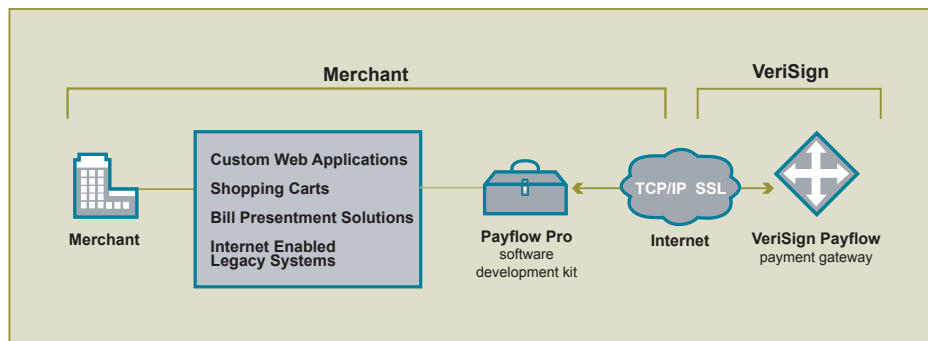 Merchant
VeriSign
Custom Web Applications
Shopping Carts
Bill Presentment Solutions
Internet Enabled
Legacy Systems
TCP/IP SSL
Merchant
Payflow Pro
software
development kit
Internet
VeriSign Payflow
payment gateway